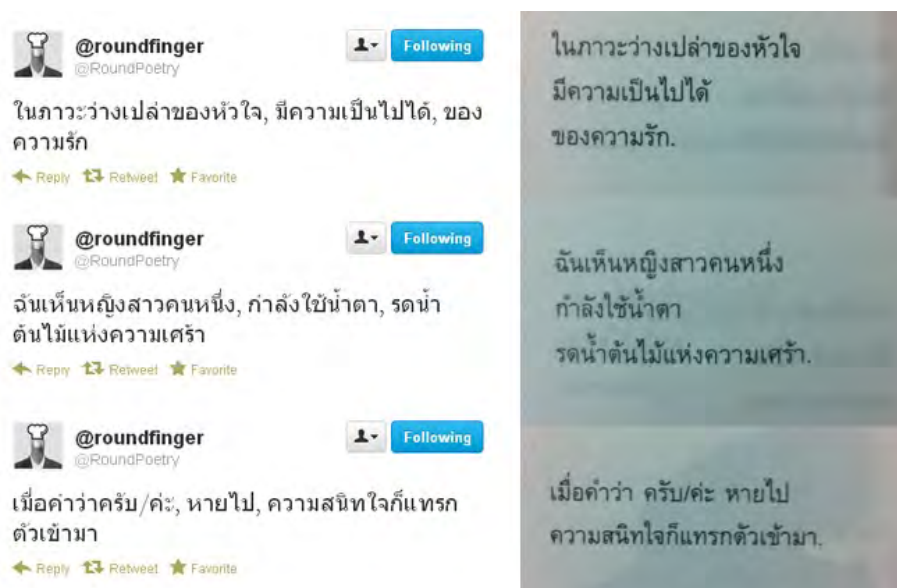 @roundfinger
@RoundPoetry
Following
ในภาวะว่างเปล่าของหัวใจ, มีความเป็นไปได้, ของ
ความรัก
Reply Retweet Favorite
ในภาวะว่างเปล่าของหัวใจ
มีความเป็นไปได้
ของความรัก.
@roundfinger
@RoundPoetry
Following
ฉันเห็นหญิงสาวคนหนึ่ง, กำลังใช้น้ำตา, รดน้ำ
ต้นไม้แห่งความเศร้า
Reply Retweet Favorite
ฉันเห็นหญิงสาวคนหนึ่ง
กำลังใช้น้ำตา
รดน้ำต้นไม้แห่งความเศร้า.
@roundfinger
@RoundPoetry
Following
เมื่อคำว่าครับ/ค่ะ, หายไป, ความสนิทใจก็แทรก
ตัวเข้ามา
Reply Retweet Favorite
เมื่อคำว่า ครับ/ค่ะ หายไป
ความสนิทใจก็แทรกตัวเข้ามา.